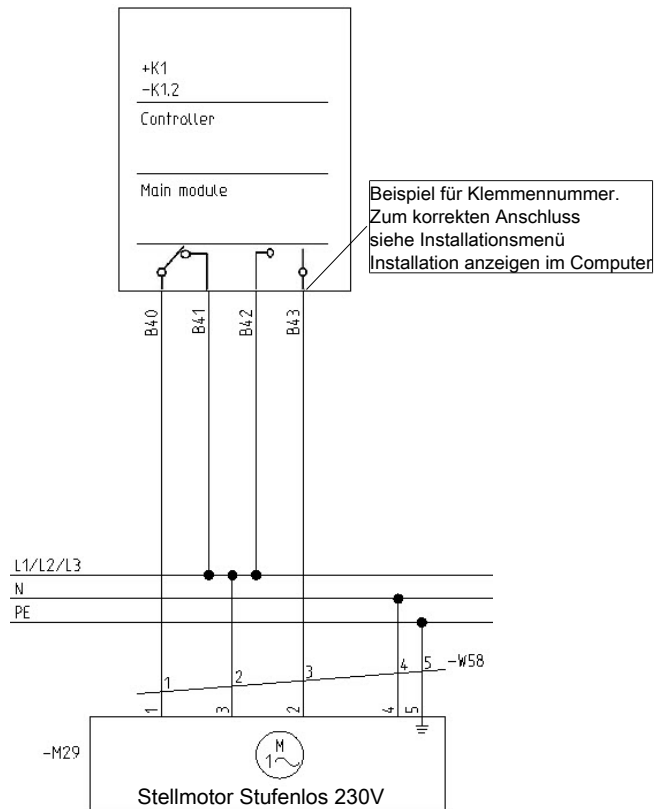 +K1
-K1.2
Controller
Main module
Beispiel für Klemmennummer.
Zum korrekten Anschluss
siehe Installationsmenü
Installation anzeigen im Computer
B40
B41
B42
B43
L1/L2/L3
N
PE
1
2
3
4
5
-W58
1
3
2
4
5
-M29
M
1~
Stellmotor Stufenlos 230V